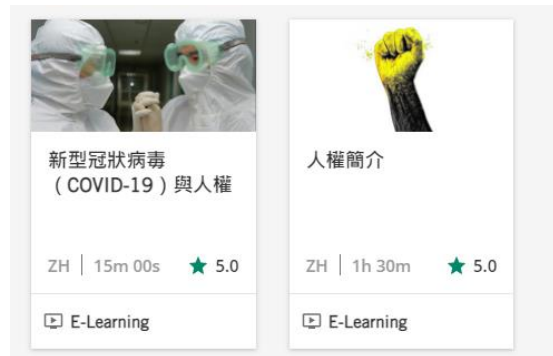 新型冠狀病毒
（COVID-19）與人權
ZH | 15m 00s ★ 5.0
E-Learning
人權簡介
ZH | 1h 30m ★ 5.0
E-Learning